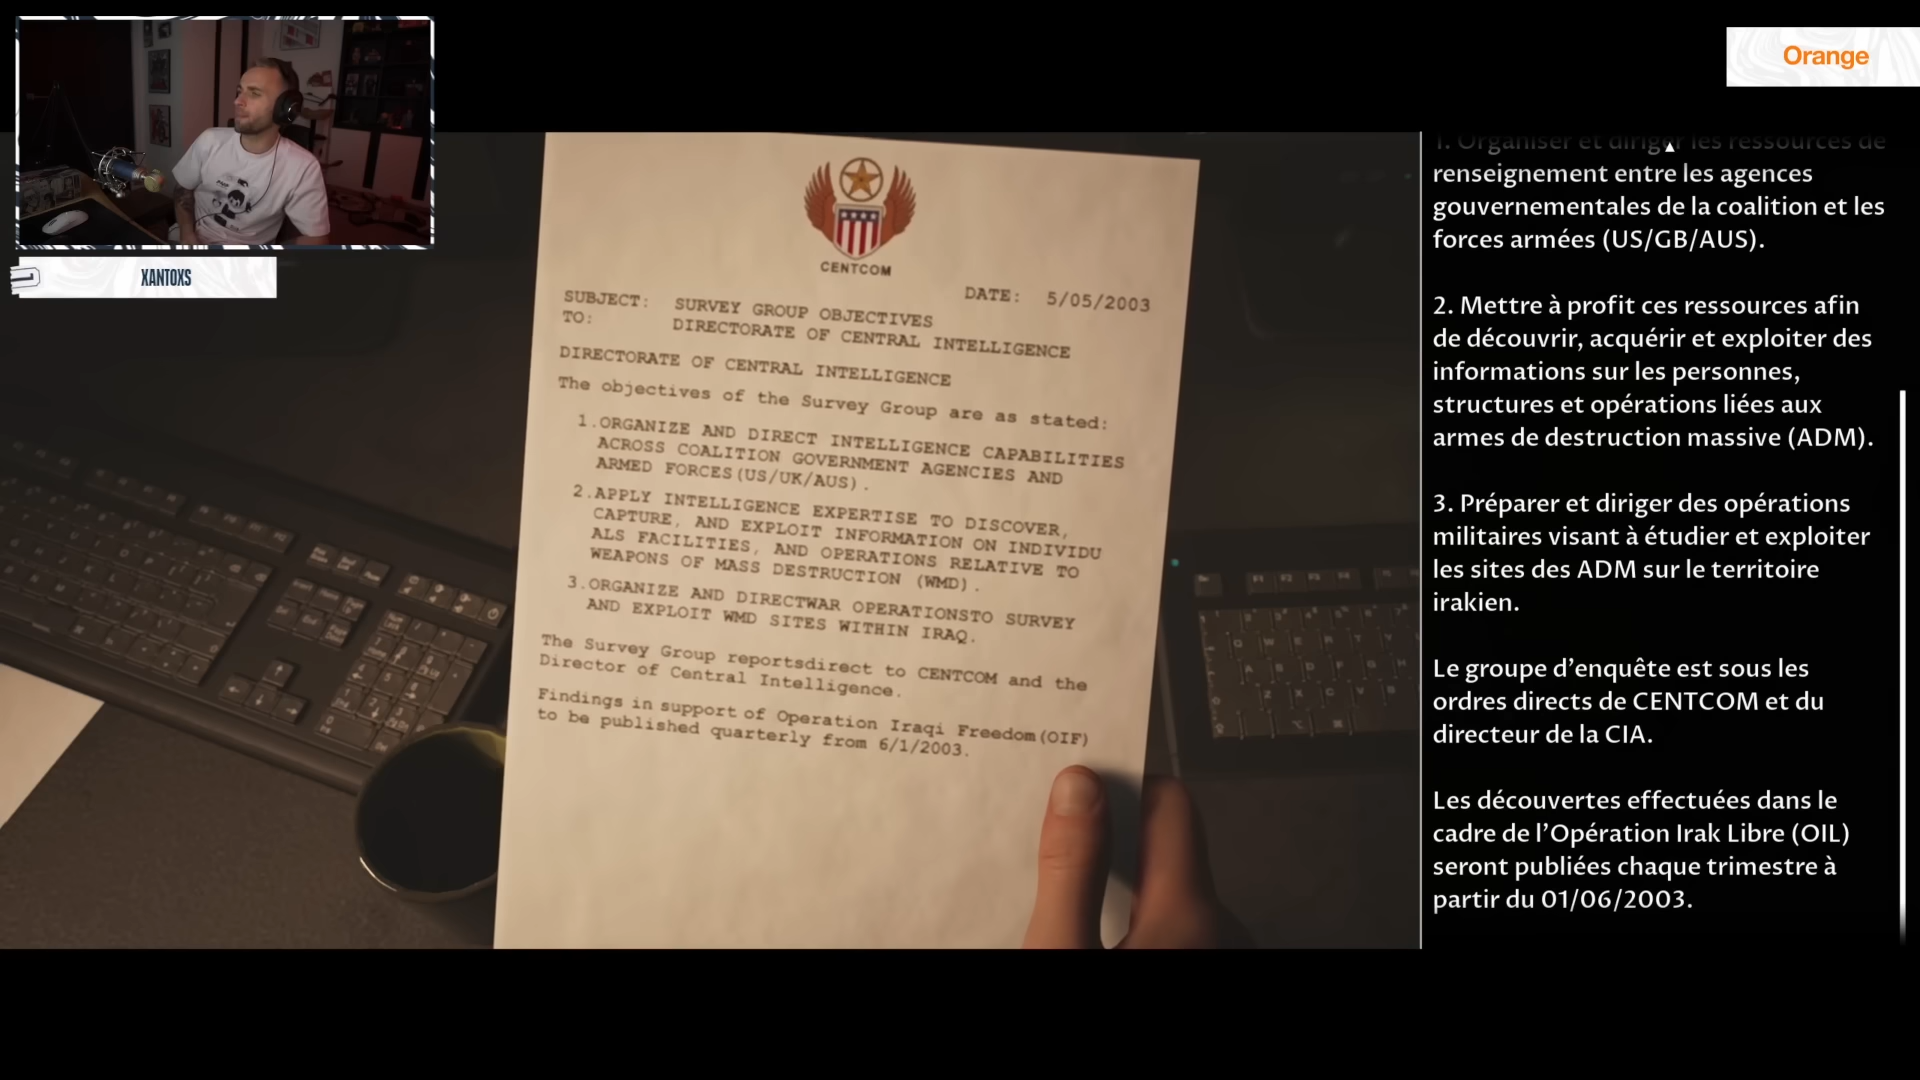 Orange
XANTOXS
CENTCOM
DATE: 5/05/2003
SUBJECT: SURVEY GROUP OBJECTIVES
TO: DIRECTORATE OF CENTRAL INTELLIGENCE
DIRECTORATE OF CENTRAL INTELLIGENCE
The objectives of the Survey Group are as stated:
1.ORGANIZE AND DIRECT INTELLIGENCE CAPABILITIES
ACROSS COALITION GOVERNMENT AGENCIES AND
ARMED FORCES(US/UK/AUS).
2.APPLY INTELLIGENCE EXPERTISE TO DISCOVER,
CAPTURE, AND EXPLOIT INFORMATION ON INDIVIDU
ALS FACILITIES, AND OPERATIONS RELATIVE TO
WEAPONS OF MASS DESTRUCTION (WMD).
3.ORGANIZE AND DIRECTWAR OPERATIONSTO SURVEY
AND EXPLOIT WMD SITES WITHIN IRAQ.
The Survey Group reportsdirect to CENTCOM and the
Director of Central Intelligence.
Findings in support of Operation Iraqi Freedom(OIF)
to be published quarterly from 6/1/2003.
1. Organiser et diriger les ressources de
renseignement entre les agences
gouvernementales de la coalition et les
forces armées (US/GB/AUS).
2. Mettre à profit ces ressources afin
de découvrir, acquérir et exploiter des
informations sur les personnes,
structures et opérations liées aux
armes de destruction massive (ADM).
3. Préparer et diriger des opérations
militaires visant à étudier et exploiter
les sites des ADM sur le territoire
irakien.
Le groupe d'enquête est sous les
ordres directs de CENTCOM et du
directeur de la CIA.
Les découvertes effectuées dans le
cadre de l'Opération Irak Libre (OIL)
seront publiées chaque trimestre à
partir du 01/06/2003.